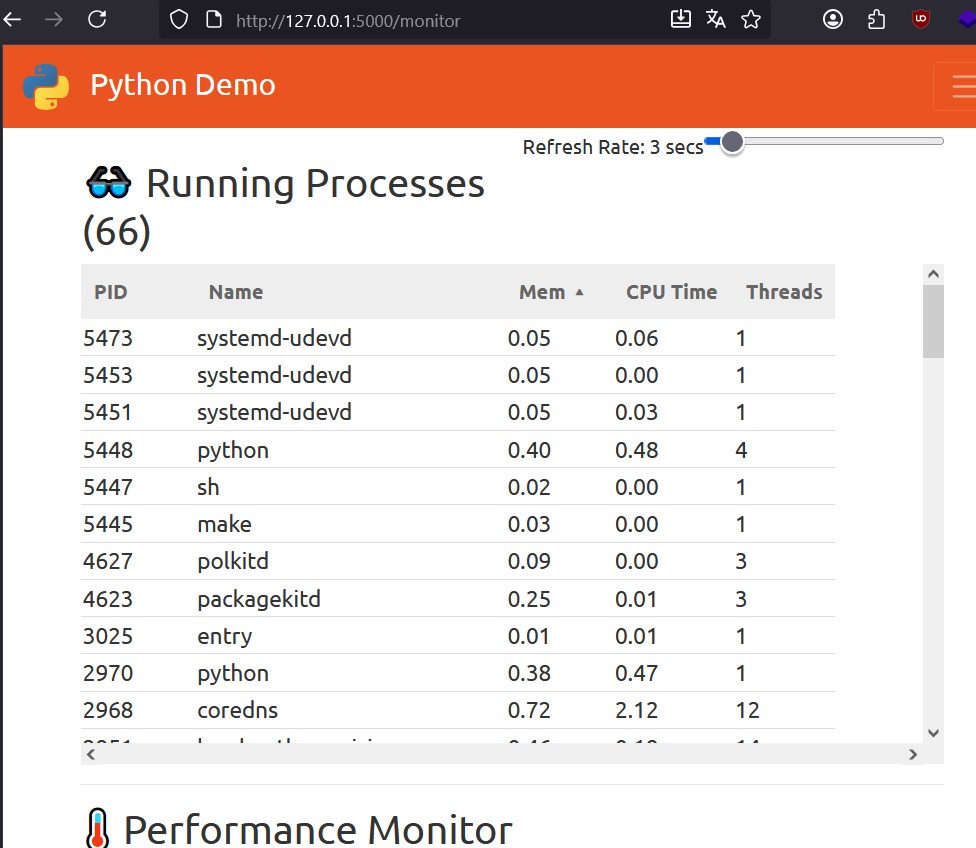 http://127.0.0.1:5000/monitor
Python Demo
Refresh Rate: 3 secs
Running Processes
(66)
PID Name Mem CPU Time Threads
5473 systemd-udevd 0.05 0.06 1
5453 systemd-udevd 0.05 0.00 1
5451 systemd-udevd 0.05 0.03 1
5448 python 0.40 0.48 4
5447 sh 0.02 0.00 1
5445 make 0.03 0.00 1
4627 polkitd 0.09 0.00 3
4623 packagekitd 0.25 0.01 3
3025 entry 0.01 0.01 1
2970 python 0.38 0.47 1
2968 coredns 0.72 2.12 12
Performance Monitor